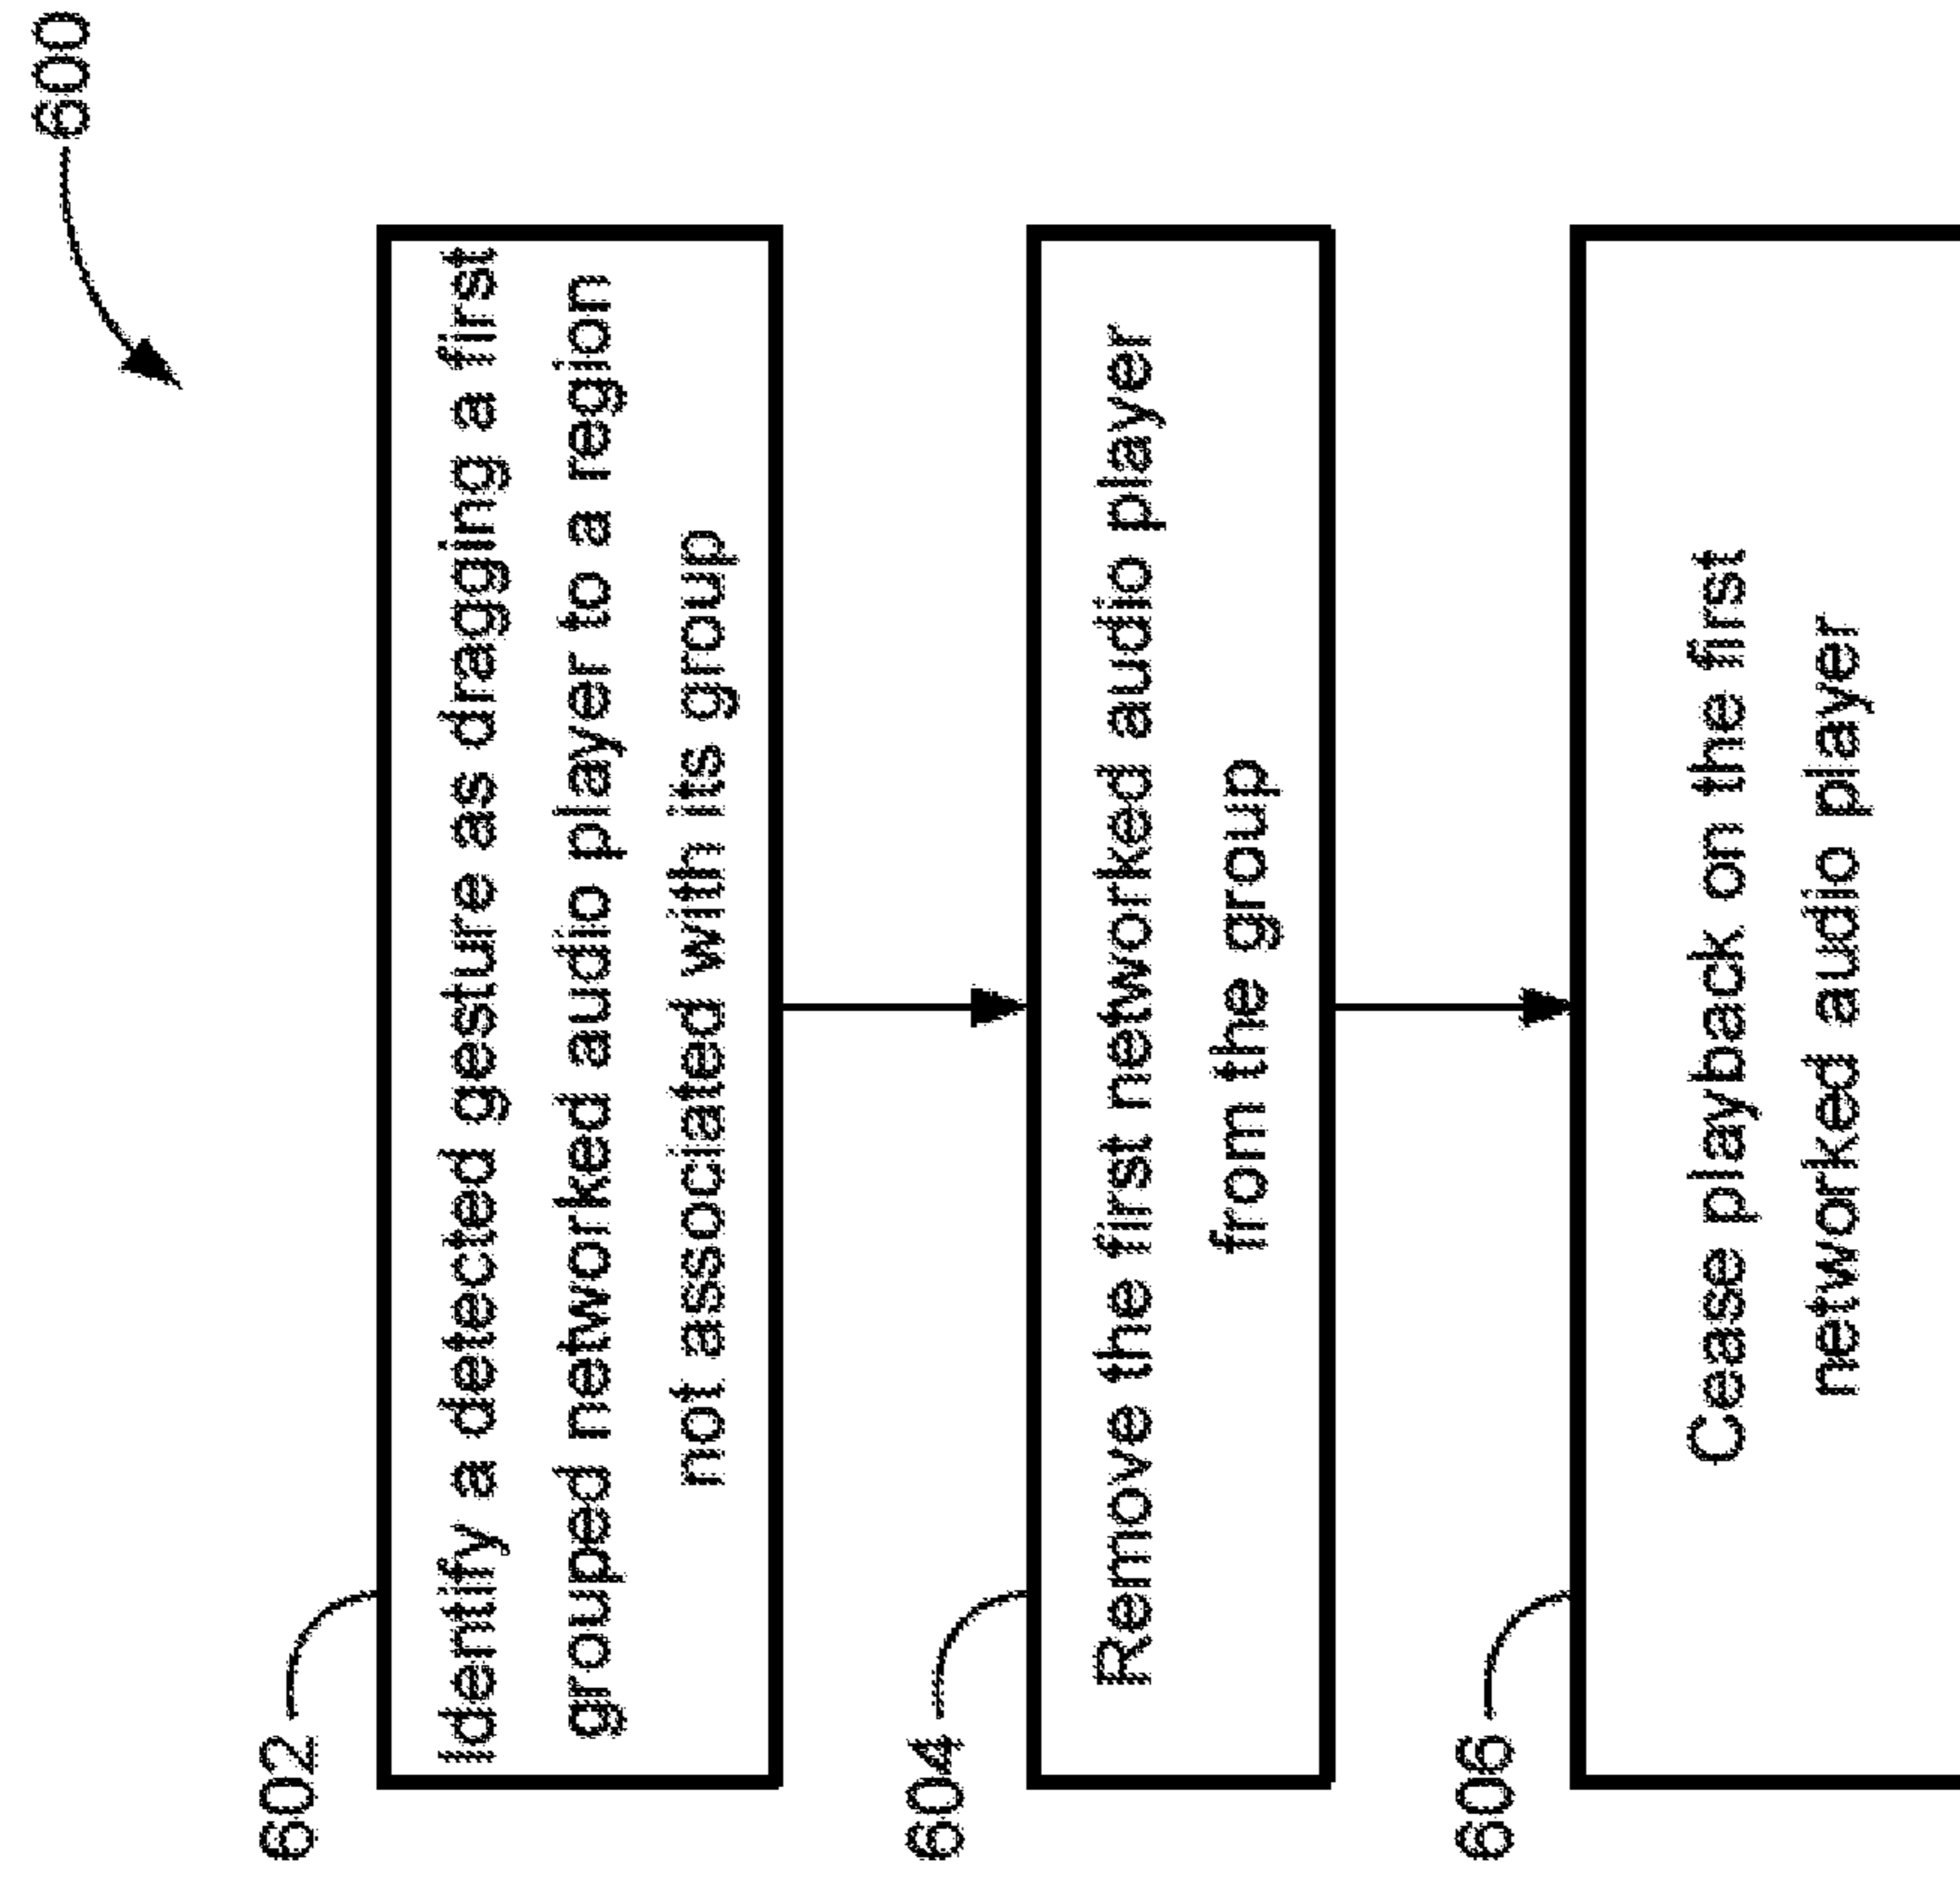 600
602
Identify a detected gesture as dragging a first
grouped networked audio player to a region
not associated with its group
604
Remove the first networked audio player
from the group
606
Cease playback on the first
networked audio player